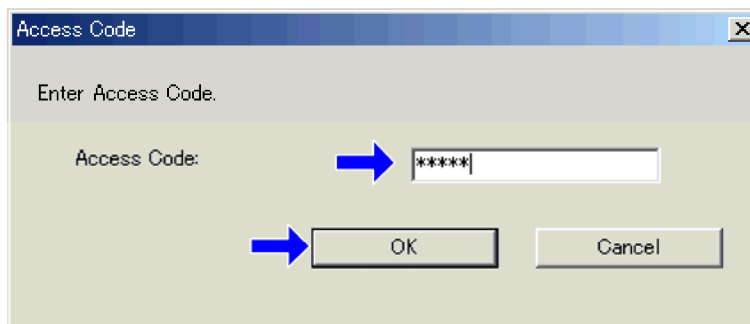 Access Code
Enter Access Code.
Access Code:
*****
OK
Cancel